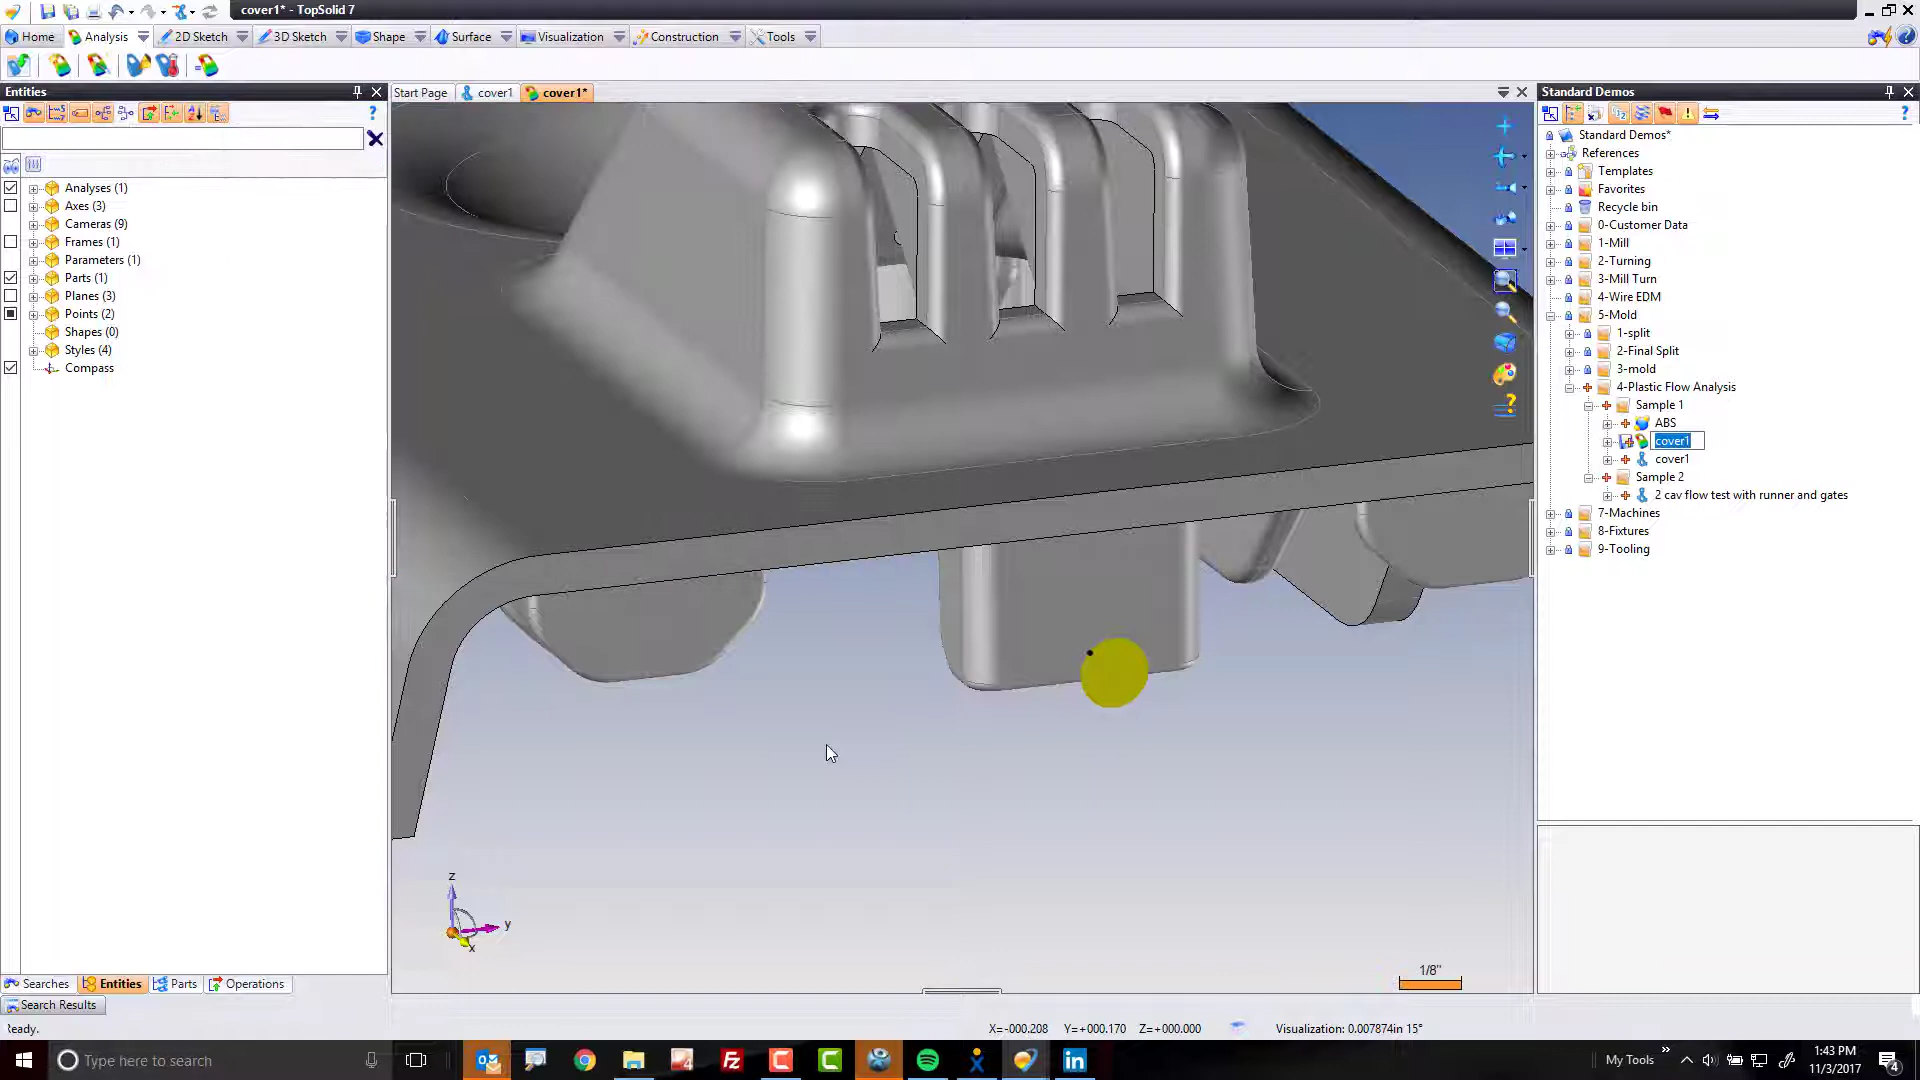 cover1* - TopSolid 7
Home
Analysis
2D Sketch
3D Sketch
Shape
Surface
Visualization
Construction
Tools
Entities
Start Page
cover1
cover1*
Standard Demos
Analyses (1)
Axes (3)
Cameras (9)
Frames (1)
Parameters (1)
Parts (1)
Planes (3)
Points (2)
Shapes (0)
Styles (4)
Compass
Standard Demos*
References
Templates
Favorites
Recycle bin
0-Customer Data
1-Mill
2-Turning
3-Mill Turn
4-Wire EDM
5-Mold
1-split
2-Final Split
3-mold
4-Plastic Flow Analysis
Sample 1
ABS
cover1
cover1
Sample 2
2 cav flow test with runner and gates
7-Machines
8-Fixtures
9-Tooling
z
y
x
1/8"
Searches
Entities
Parts
Operations
Search Results
Ready.
X=-000.208
Y=+000.170
Z=+000.000
Visualization: 0.007874in 15°
Type here to search
My Tools
1:43 PM
11/3/2017
4